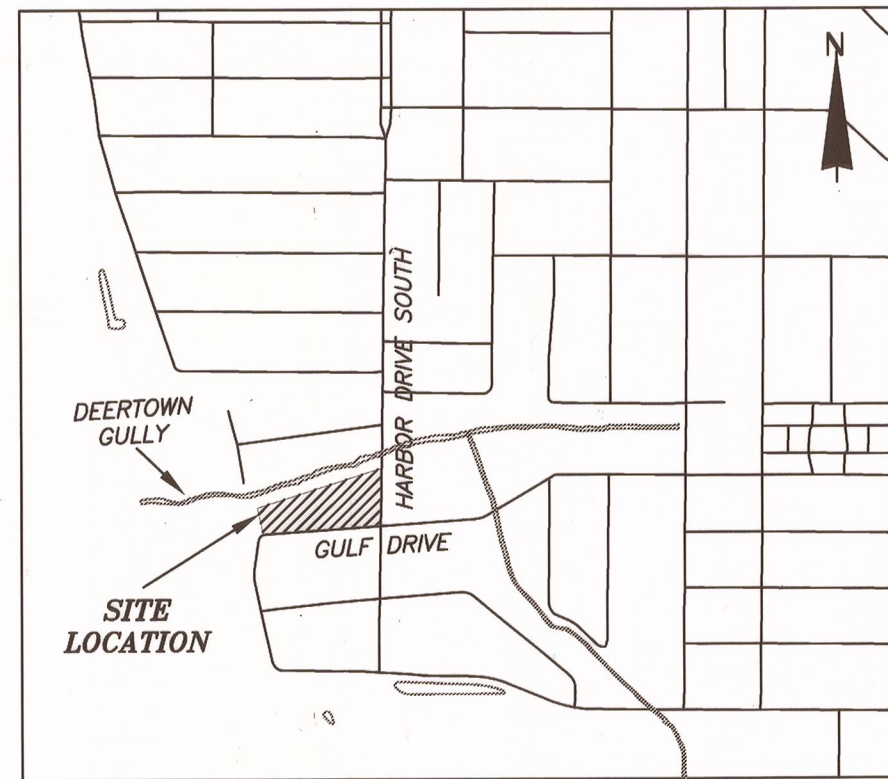 N
HARBOR DRIVE SOUTH
DEERTOWN
GULLY
GULF DRIVE
SITE
LOCATION